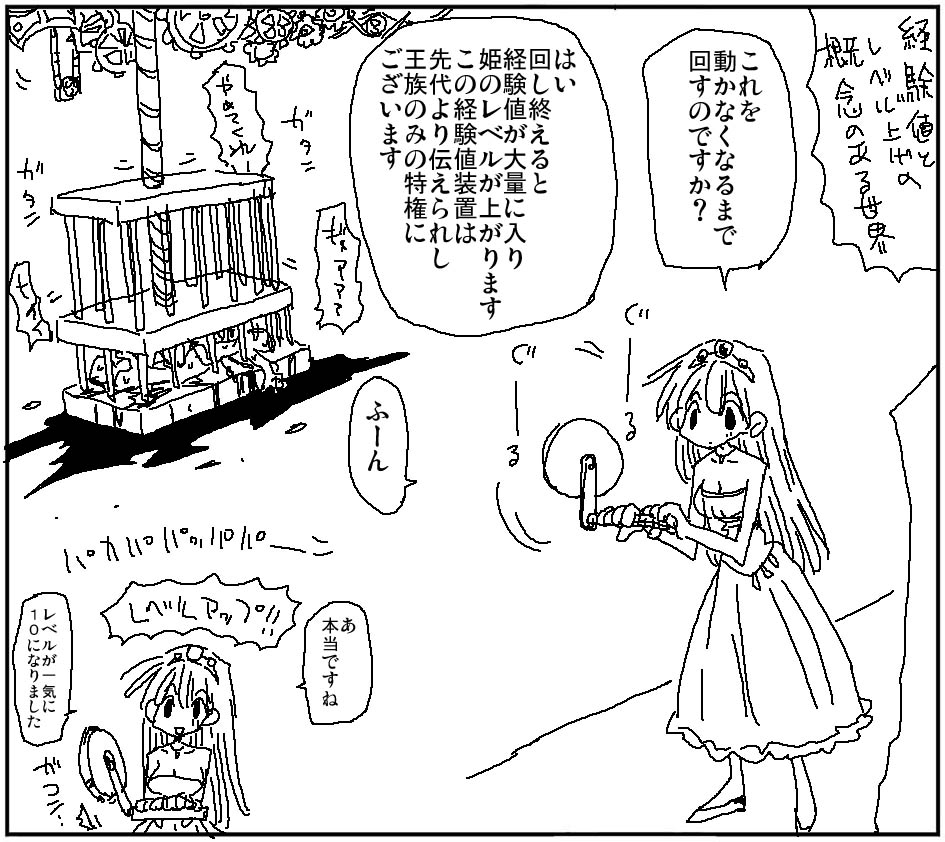 経験値と
レベル上げの
概念のある世界
これを
動かなくなるまで
回すのですか？
はい
回し終えると
経験値が大量に入り
姫のレベルが上がります
この経験値装置は
先代より伝えられし
王族のみの特権に
ございます
やめてくれー
ガタン
ガタン
ぎゃアアアア
ぐる
ぐる
ふーん
パカパパパッパパパーーン
レベルアップ!!
あ
本当ですね
レベルが一気に
１０になりました
ガコン…